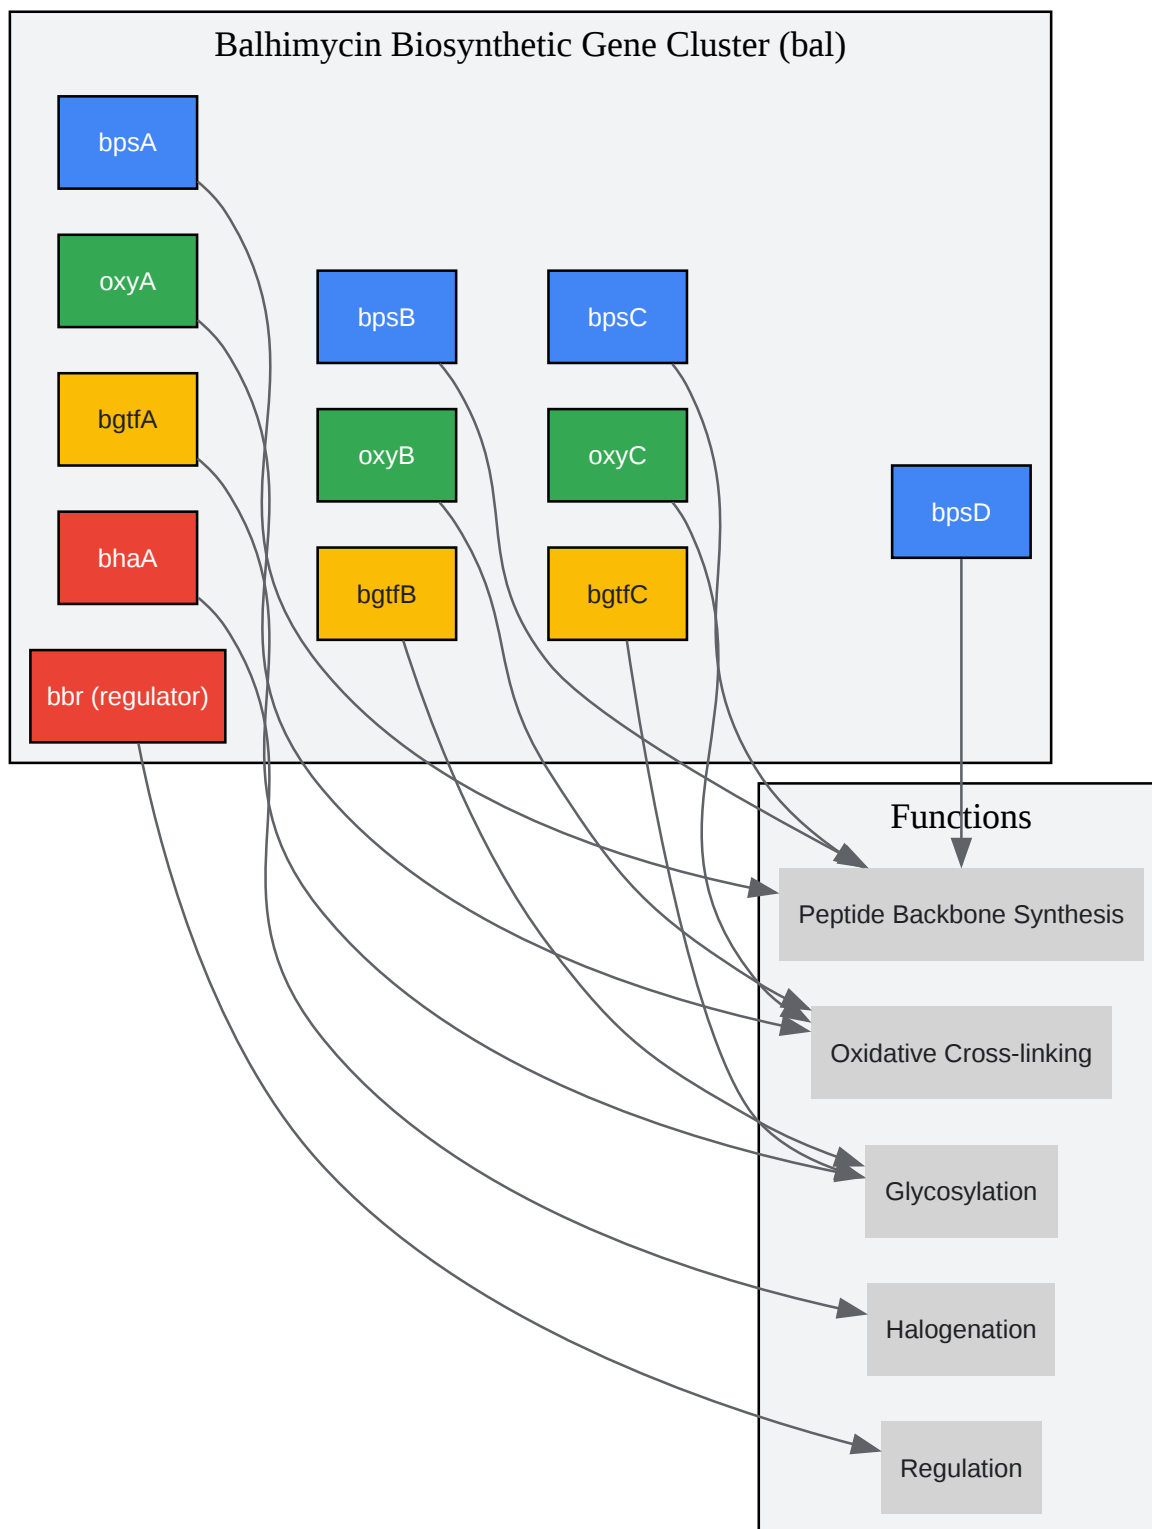 Balhimycin Biosynthetic Gene Cluster (bal)
bpsA
oxyA
bpsB
bpsC
bgtfA
oxyB
oxyC
bpsD
bhaA
bgtfB
bgtfC
bbr (regulator)
Functions
Peptide Backbone Synthesis
Oxidative Cross-linking
Glycosylation
Halogenation
Regulation